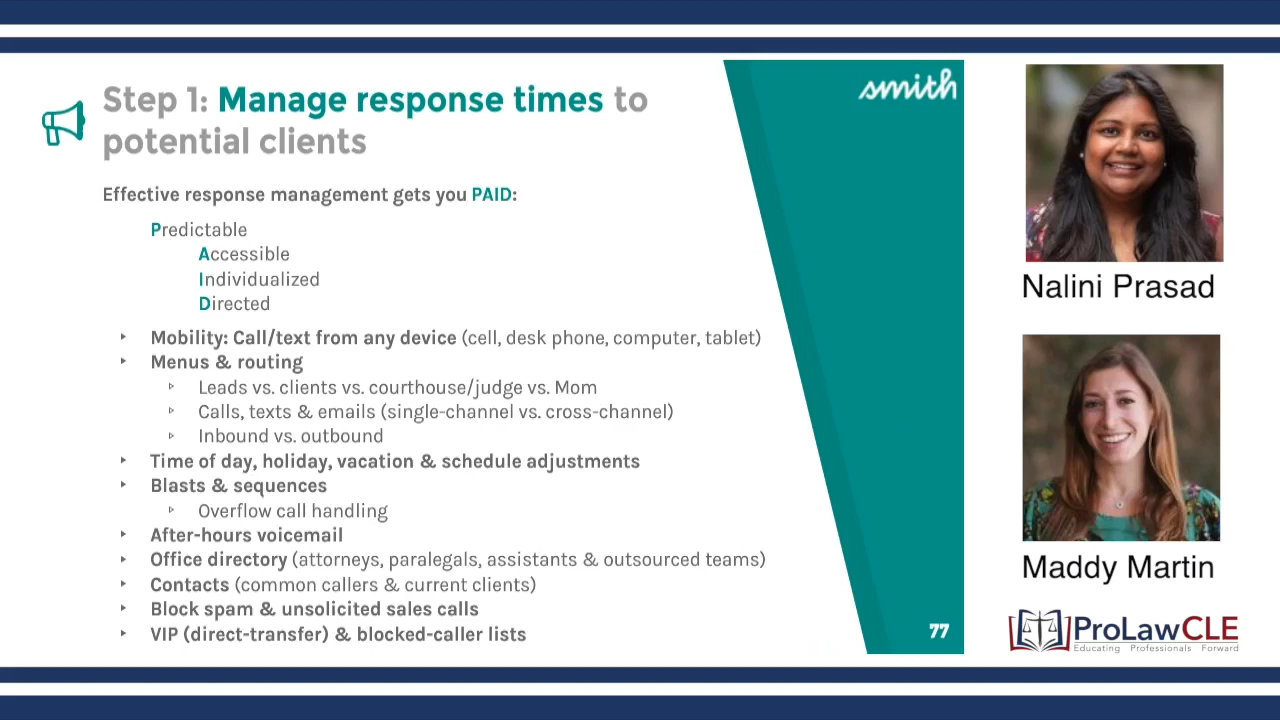 Step 1: Manage response times to
potential clients
Effective response management gets you PAID:
Predictable
Accessible
Individualized
Directed
‣ Mobility: Call/text from any device (cell, desk phone, computer, tablet)
‣ Menus & routing
▹ Leads vs. clients vs. courthouse/judge vs. Mom
▹ Calls, texts & emails (single-channel vs. cross-channel)
▹ Inbound vs. outbound
‣ Time of day, holiday, vacation & schedule adjustments
‣ Blasts & sequences
▹ Overflow call handling
‣ After-hours voicemail
‣ Office directory (attorneys, paralegals, assistants & outsourced teams)
‣ Contacts (common callers & current clients)
‣ Block spam & unsolicited sales calls
‣ VIP (direct-transfer) & blocked-caller lists
smith
77
Nalini Prasad
Maddy Martin
ProLawCLE
Educating Professionals Forward